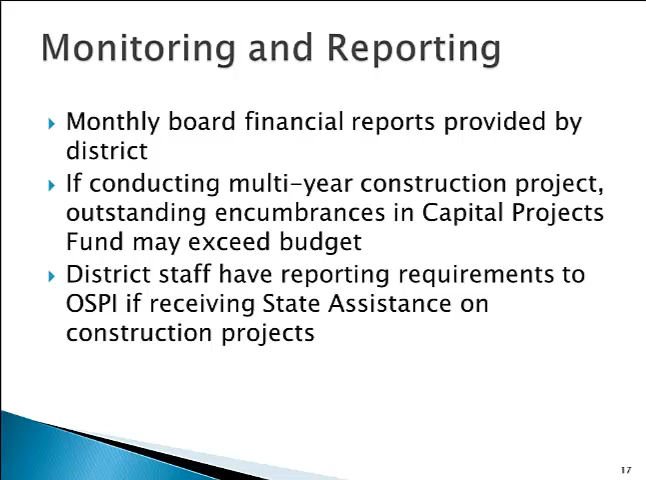 Monitoring and Reporting
Monthly board financial reports provided by
district
If conducting multi-year construction project,
outstanding encumbrances in Capital Projects
Fund may exceed budget
District staff have reporting requirements to
OSPI if receiving State Assistance on
construction projects
17